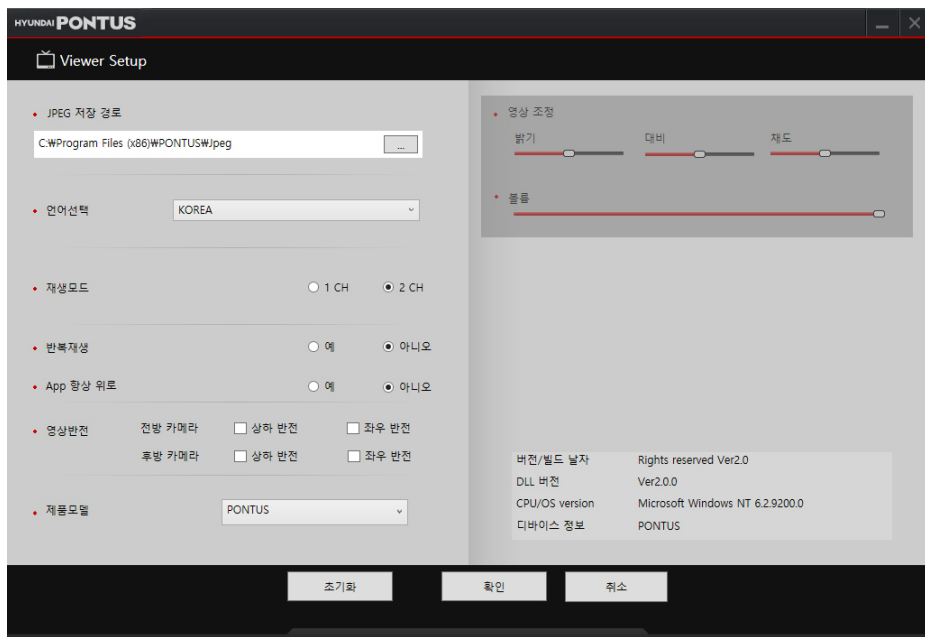 HYUNDAI PONTUS
Viewer Setup
JPEG 저장 경로
C:₩Program Files (x86)₩PONTUS₩Jpeg
...
언어선택 KOREA
재생모드 1 CH 2 CH
반복재생 예 아니오
App 항상 위로 예 아니오
영상반전 전방 카메라 상하 반전 좌우 반전
후방 카메라 상하 반전 좌우 반전
제품모델 PONTUS
영상 조정
밝기 대비 채도
볼륨
버전/빌드 날자 Rights reserved Ver2.0
DLL 버전 Ver2.0.0
CPU/OS version Microsoft Windows NT 6.2.9200.0
디바이스 정보 PONTUS
초기화 확인 취소